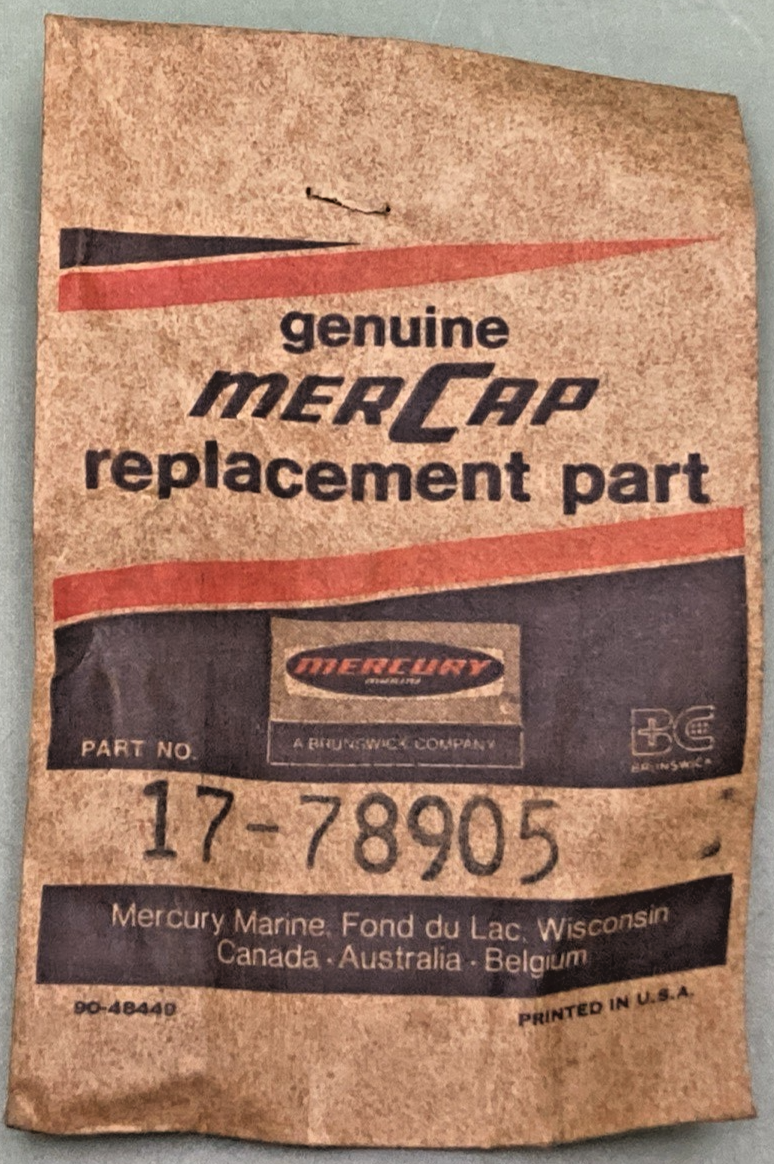 genuine
MERCAP
replacement part
MERCURY
MARINE
A BRUNSWICK COMPANY
PART NO.
BC
BRUNSWICK
17-78905
Mercury Marine. Fond du Lac, Wisconsin
Canada · Australia · Belgium
90-48449
PRINTED IN U.S.A.